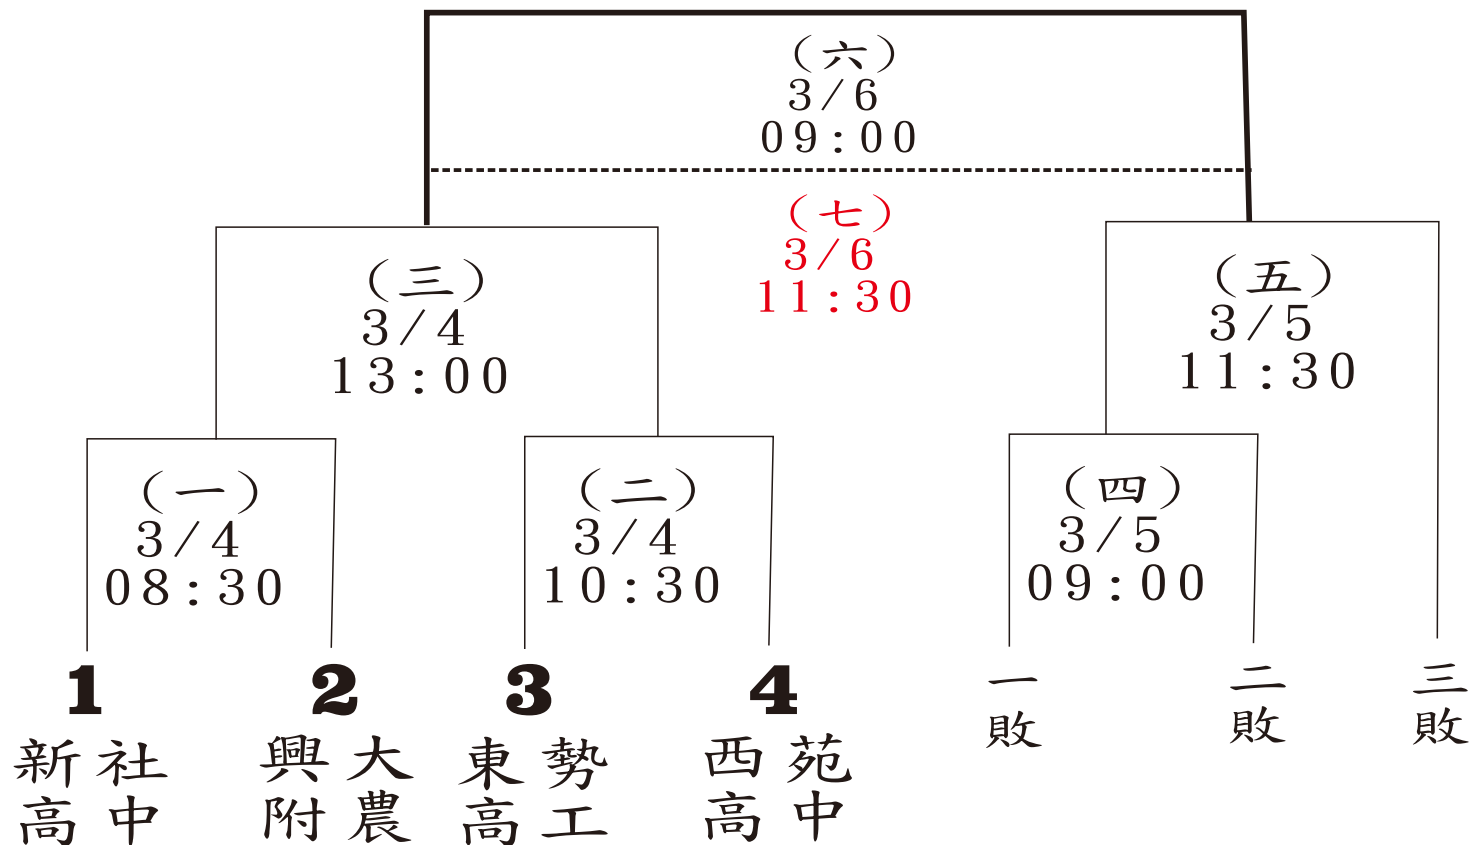 （六）
3/6
09:00
（七）
3/6
11:30
（三）
3/4
13:00
（五）
3/5
11:30
（一）
3/4
08:30
（二）
3/4
10:30
（四）
3/5
09:00
1
新社
高中
2
興大
附農
3
東勢
高工
4
西苑
高中
一敗
二敗
三敗